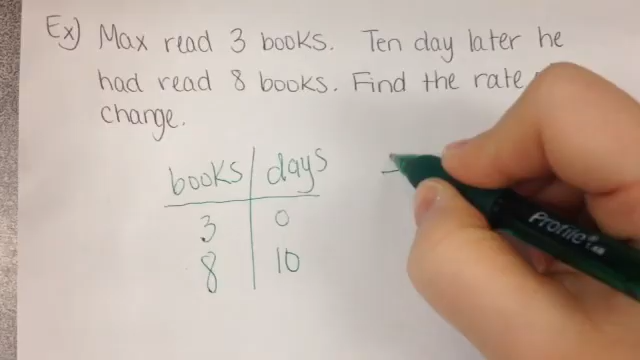 Ex) Max read 3 books. Ten day later he
had read 8 books. Find the rate
change.
books days
3 0
8 10
Profile